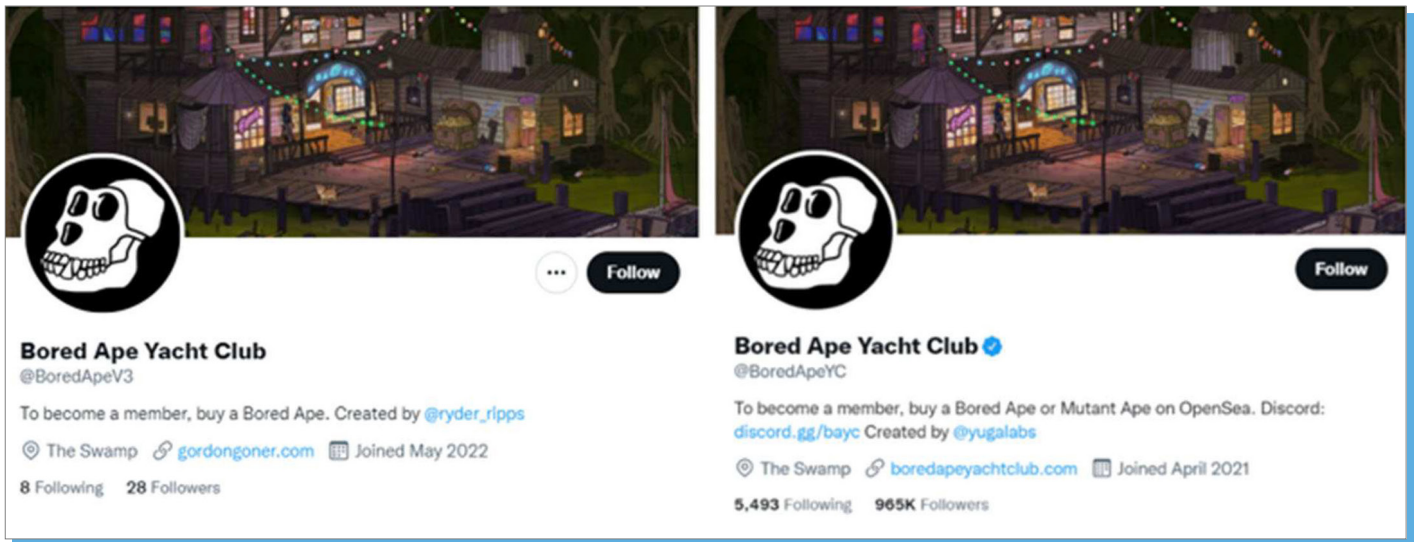 Follow
Bored Ape Yacht Club
@BoredApeV3
To become a member, buy a Bored Ape. Created by @ryder_ripps
The Swamp gordongoner.com Joined May 2022
8 Following 28 Followers
Follow
Bored Ape Yacht Club
@BoredApeYC
To become a member, buy a Bored Ape or Mutant Ape on OpenSea. Discord:
discord.gg/bayc Created by @yugalabs
The Swamp boredapeyachtclub.com Joined April 2021
5,493 Following 965K Followers